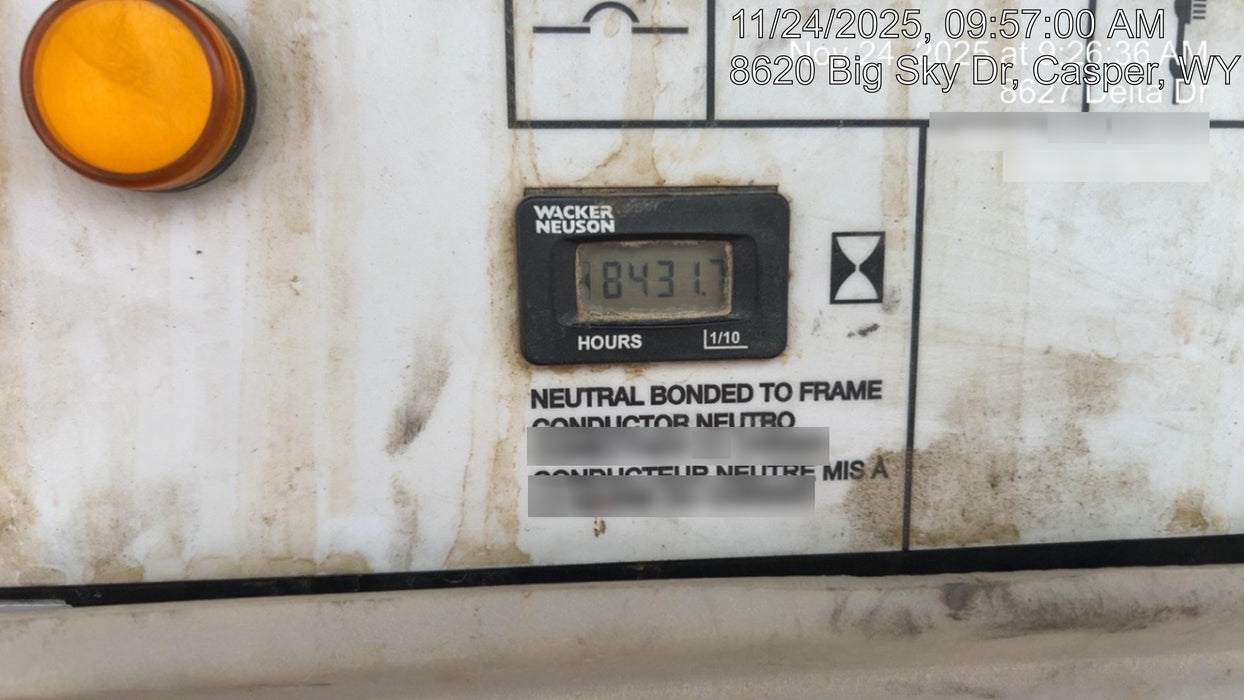 11/24/2025, 09:57:00 AM
Nov 24, 2025 at 9:26:36 AM
8620 Big Sky Dr, Casper, WY
8627 Delta Dr
WACKER
NEUSON
18431.7
HOURS
1/10
NEUTRAL BONDED TO FRAME
CONDUCTOR NEUTRO
CONDUCTEUR NEUTRE MIS À